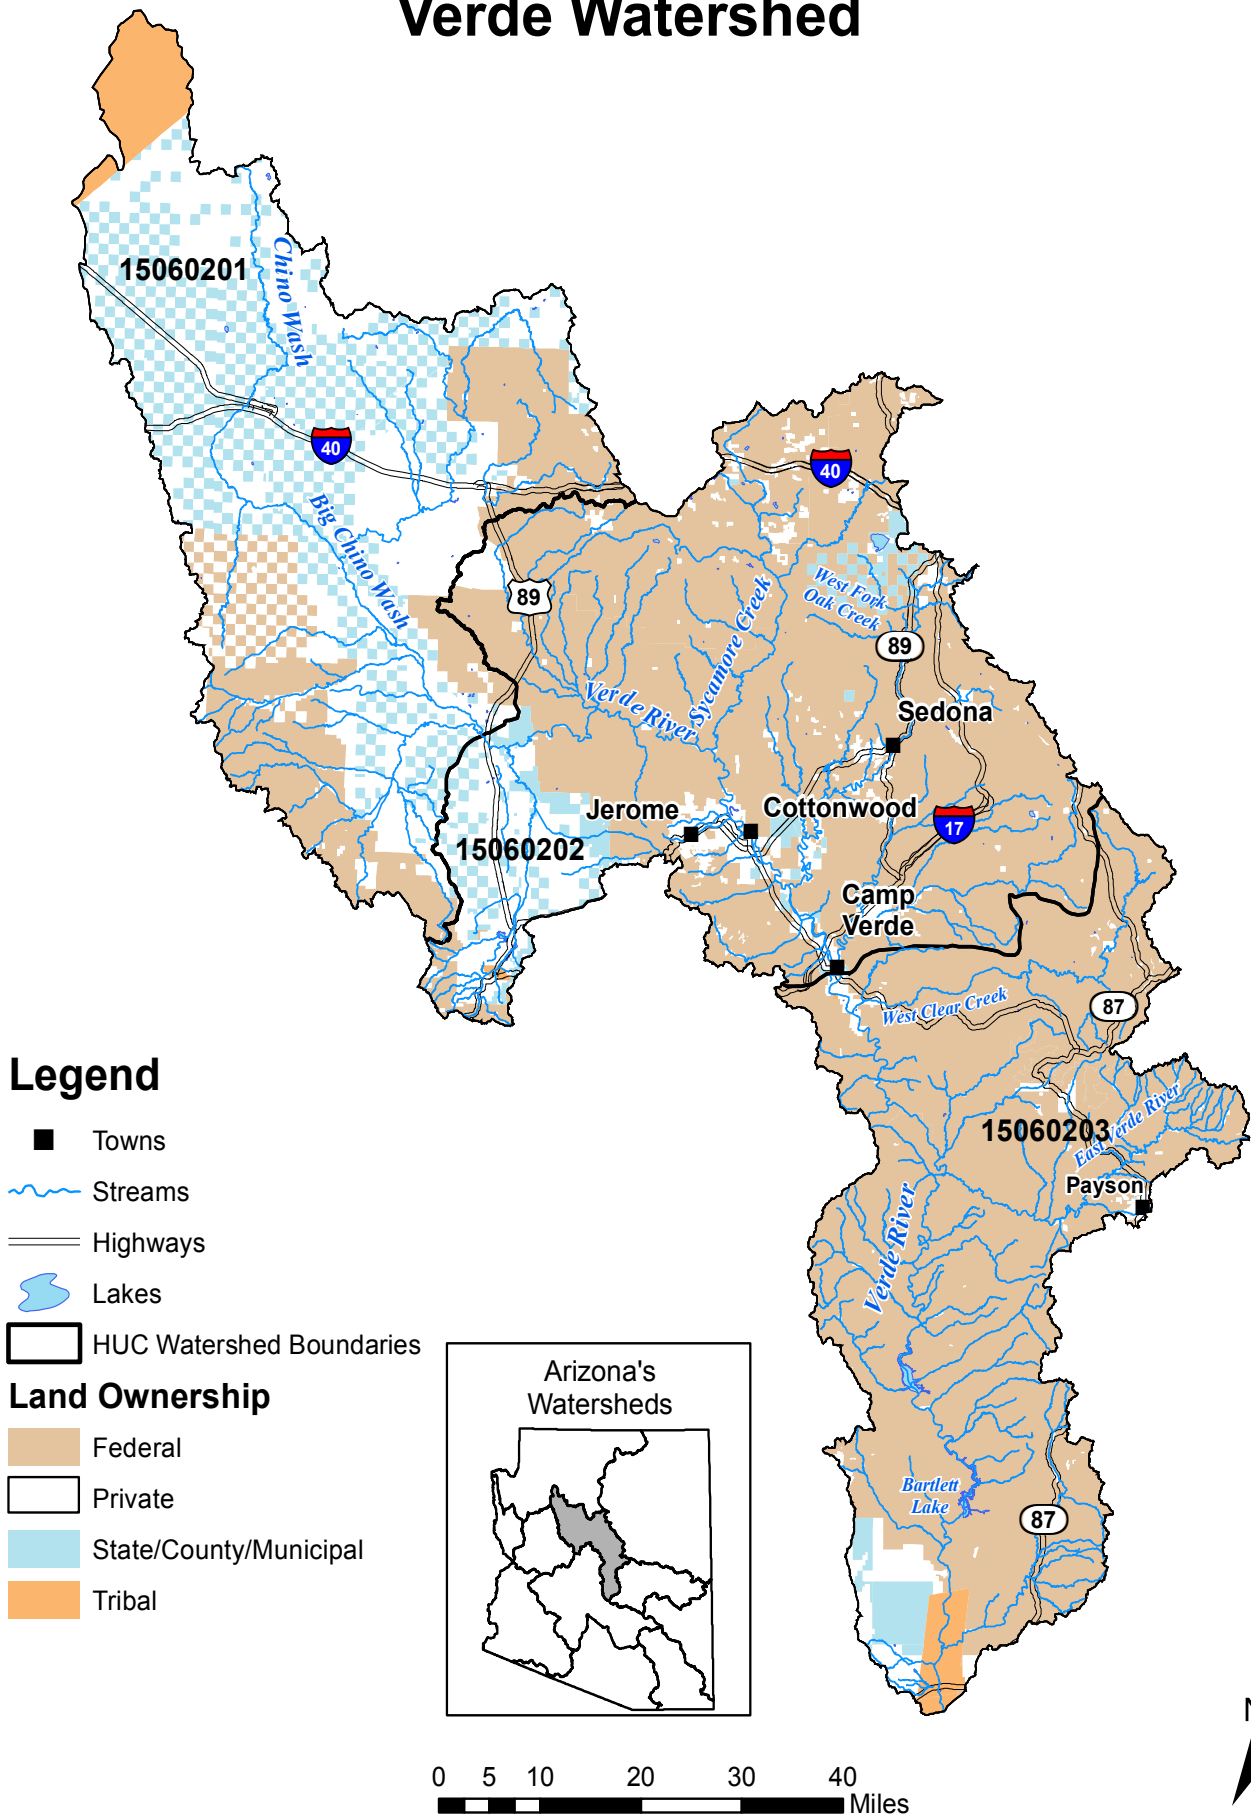 Verde Watershed
15060201
Chino Wash
40
40
Big Chino Wash
89
West Fork
Oak Creek
Sycamore Creek
89
Verde River
Sedona
Jerome
Cottonwood
17
15060202
Camp
Verde
West Clear Creek
87
15060203
East Verde River
Payson
Verde River
Bartlett
Lake
87
Legend
Towns
Streams
Highways
Lakes
HUC Watershed Boundaries
Land Ownership
Federal
Private
State/County/Municipal
Tribal
Arizona's
Watersheds
0 5 10 20 30 40
Miles